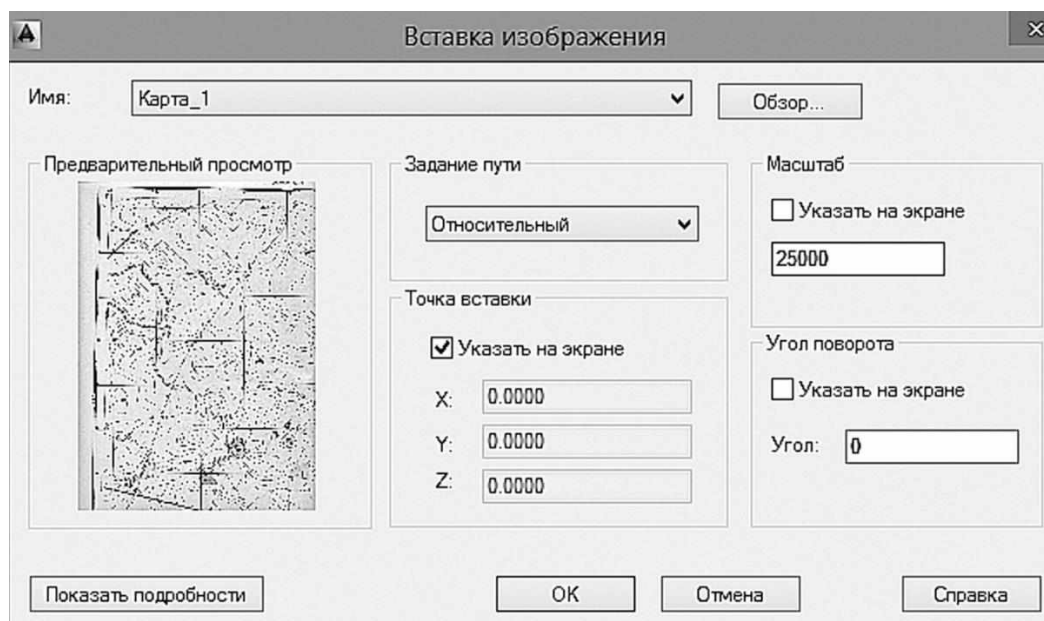 Вставка изображения
Имя: Карта_1 Обзор...
Предварительный просмотр
Задание пути
Относительный
Точка вставки
Указать на экране
X: 0.0000
Y: 0.0000
Z: 0.0000
Масштаб
Указать на экране
25000
Угол поворота
Указать на экране
Угол: 0
Показать подробности ОК Отмена Справка